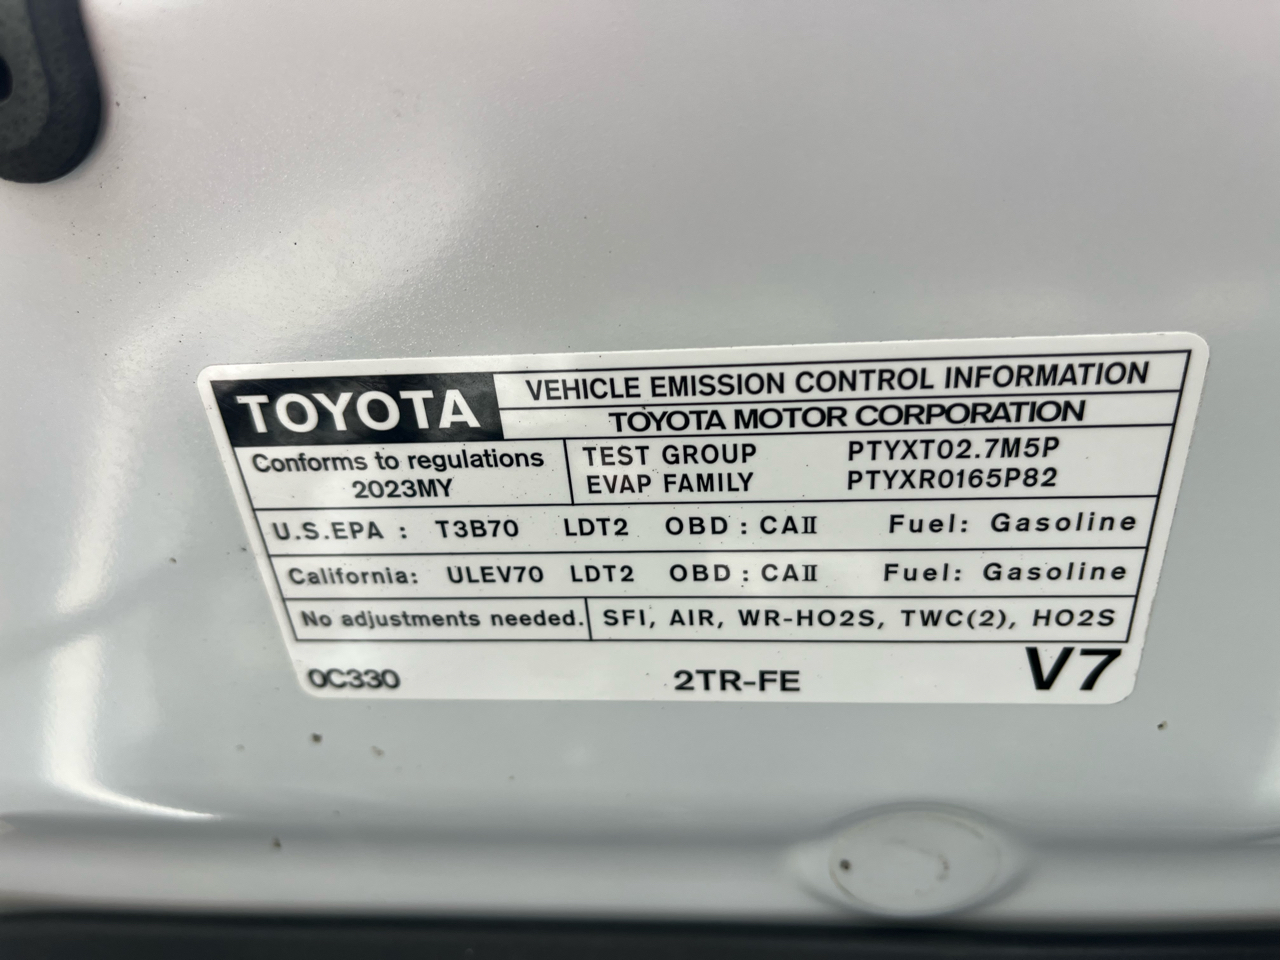 TOYOTA VEHICLE EMISSION CONTROL INFORMATION
TOYOTA MOTOR CORPORATION
Conforms to regulations
2023MY
TEST GROUP PTYXT02.7M5P
EVAP FAMILY PTYXR0165P82
U.S.EPA : T3B70 LDT2 OBD : CAII Fuel: Gasoline
California: ULEV70 LDT2 OBD : CAII Fuel: Gasoline
No adjustments needed. SFI, AIR, WR-HO2S, TWC(2), HO2S
0C330 2TR-FE V7